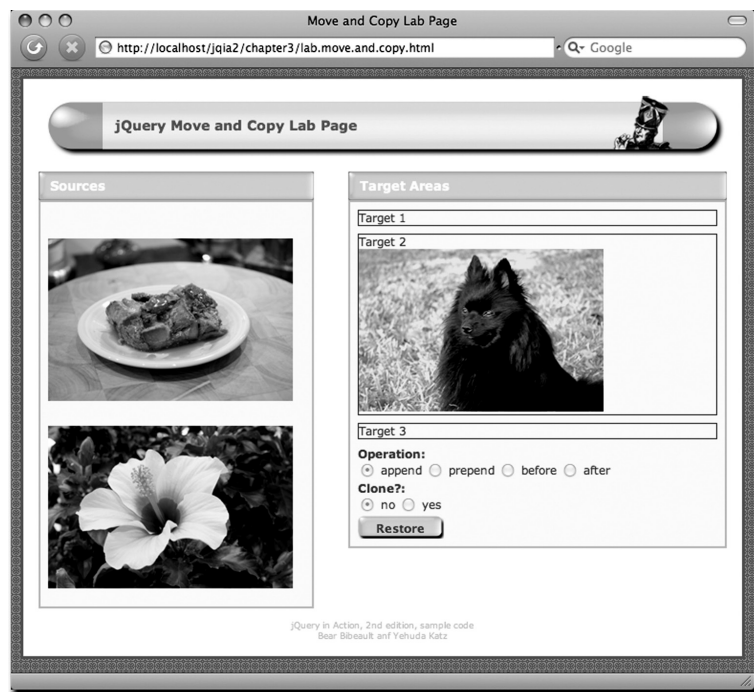 Move and Copy Lab Page
http://localhost/jqia2/chapter3/lab.move.and.copy.html
Google
jQuery Move and Copy Lab Page
Sources
Target Areas
Target 1
Target 2
Target 3
Operation:
append prepend before after
Clone?:
no yes
Restore
jQuery in Action, 2nd edition, sample code
Bear Bibeault anf Yehuda Katz